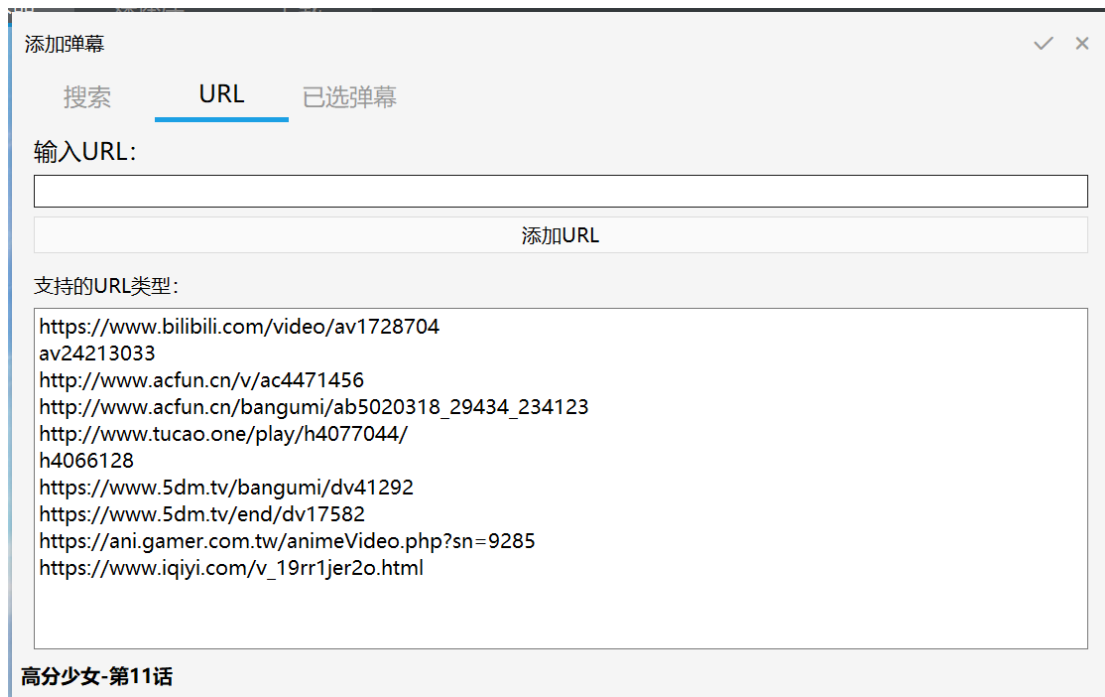 添加弹幕
搜索 URL 已选弹幕
输入URL:
添加URL
支持的URL类型:
https://www.bilibili.com/video/av1728704
av24213033
http://www.acfun.cn/v/ac4471456
http://www.acfun.cn/bangumi/ab5020318_29434_234123
http://www.tucao.one/play/h4077044/
h4066128
https://www.5dm.tv/bangumi/dv41292
https://www.5dm.tv/end/dv17582
https://ani.gamer.com.tw/animeVideo.php?sn=9285
https://www.iqiyi.com/v_19rr1jer2o.html
高分少女-第11话